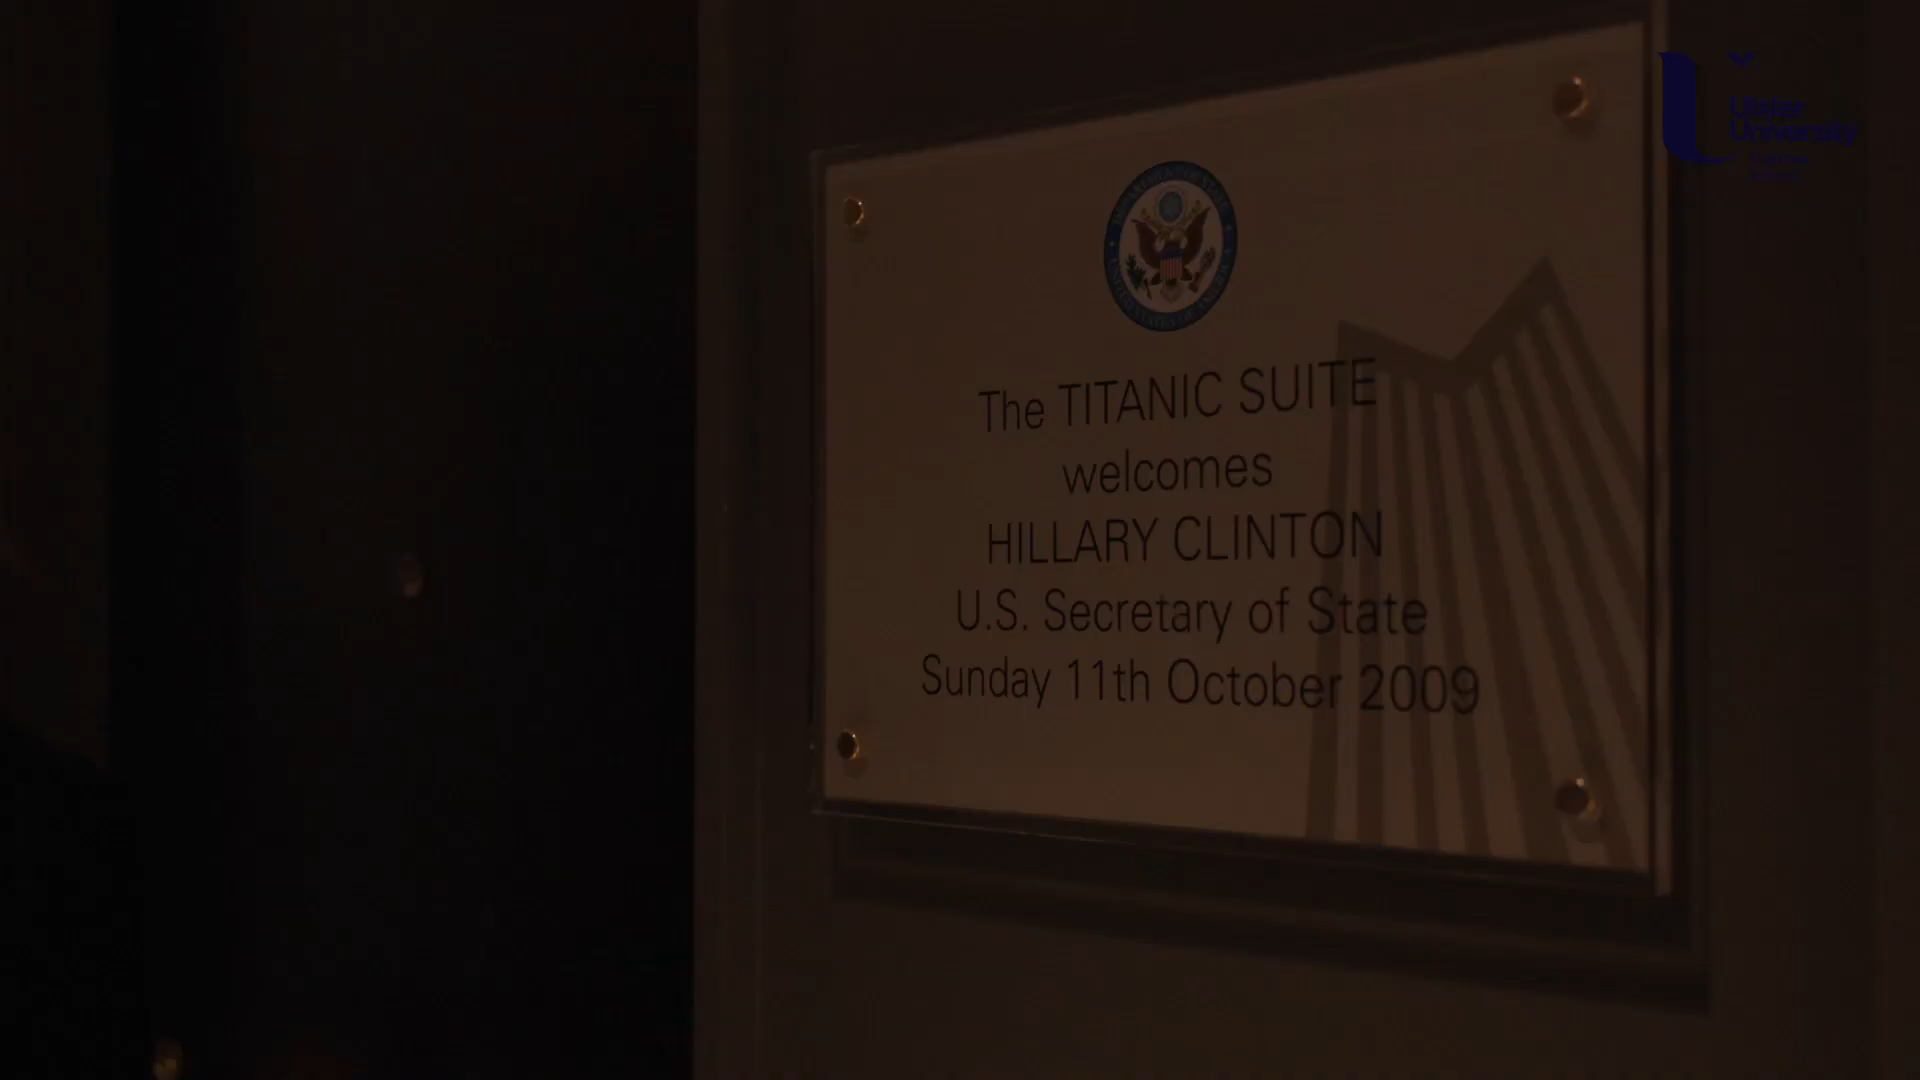 The TITANIC SUITE
welcomes
HILLARY CLINTON
U.S. Secretary of State
Sunday 11th October 2009
Ulster
University